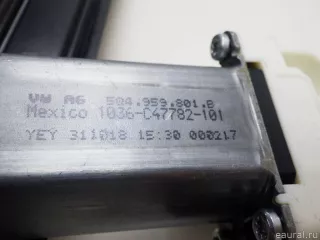 VW AG 5Q4.959.801.B
Mexico 1036-C47782-101
YEY 311018 15:30 000217
© eaural.ru